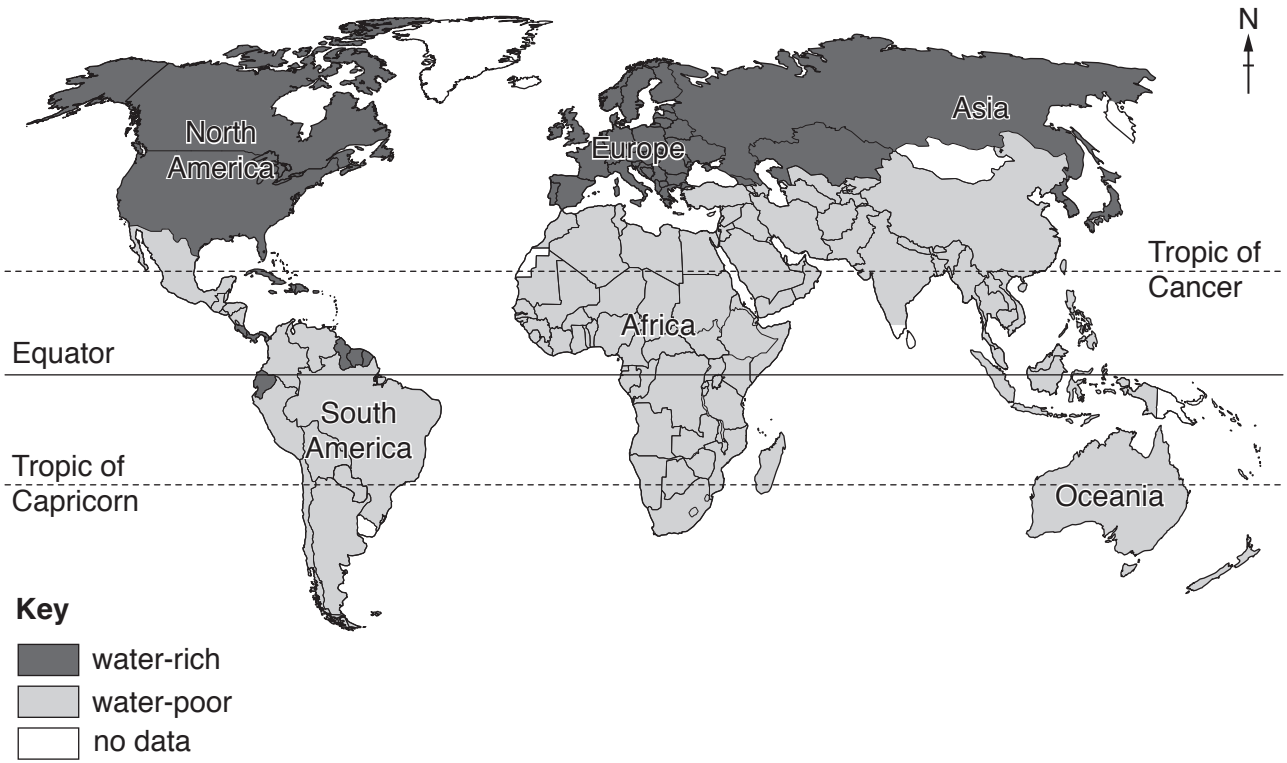 N
North
America
Europe
Asia
Tropic of
Cancer
Africa
Equator
South
America
Tropic of
Capricorn
Oceania
Key
water-rich
water-poor
no data